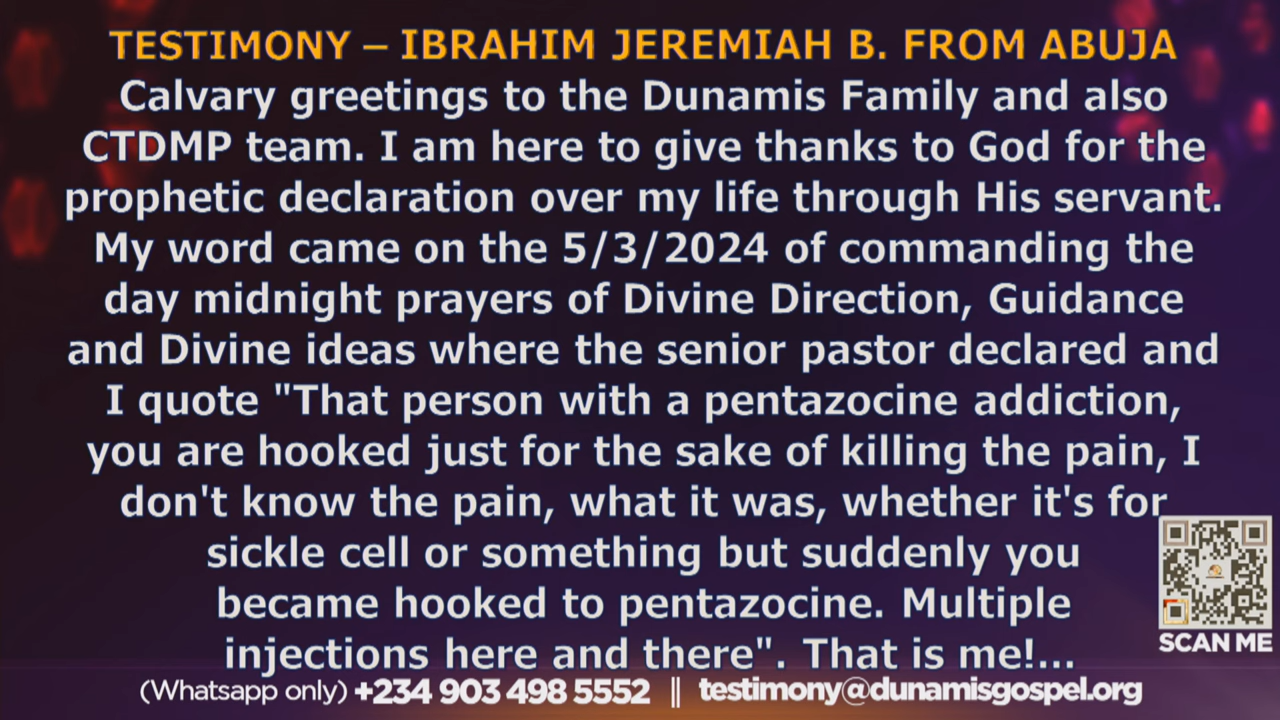 TESTIMONY – IBRAHIM JEREMIAH B. FROM ABUJA
Calvary greetings to the Dunamis Family and also
CTDMP team. I am here to give thanks to God for the
prophetic declaration over my life through His servant.
My word came on the 5/3/2024 of commanding the
day midnight prayers of Divine Direction, Guidance
and Divine ideas where the senior pastor declared and
I quote "That person with a pentazocine addiction,
you are hooked just for the sake of killing the pain, I
don't know the pain, what it was, whether it's for
sickle cell or something but suddenly you
became hooked to pentazocine. Multiple
injections here and there". That is me!...
SCAN ME
(Whatsapp only) +234 903 498 5552 || testimony@dunamisgospel.org